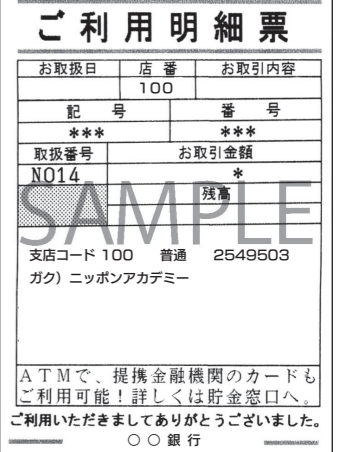 ご利用明細票
お取扱日 店番 お取引内容
100
記号 番号
*** ***
取扱番号 お取引金額
NO14 *
残高
SAMPLE
支店コード 100 普通 2549503
ガク）ニッポンアカデミー
ATMで、提携金融機関のカードも
ご利用可能！詳しくは貯金窓口へ。
ご利用いただきましてありがとうございました。
○○銀行